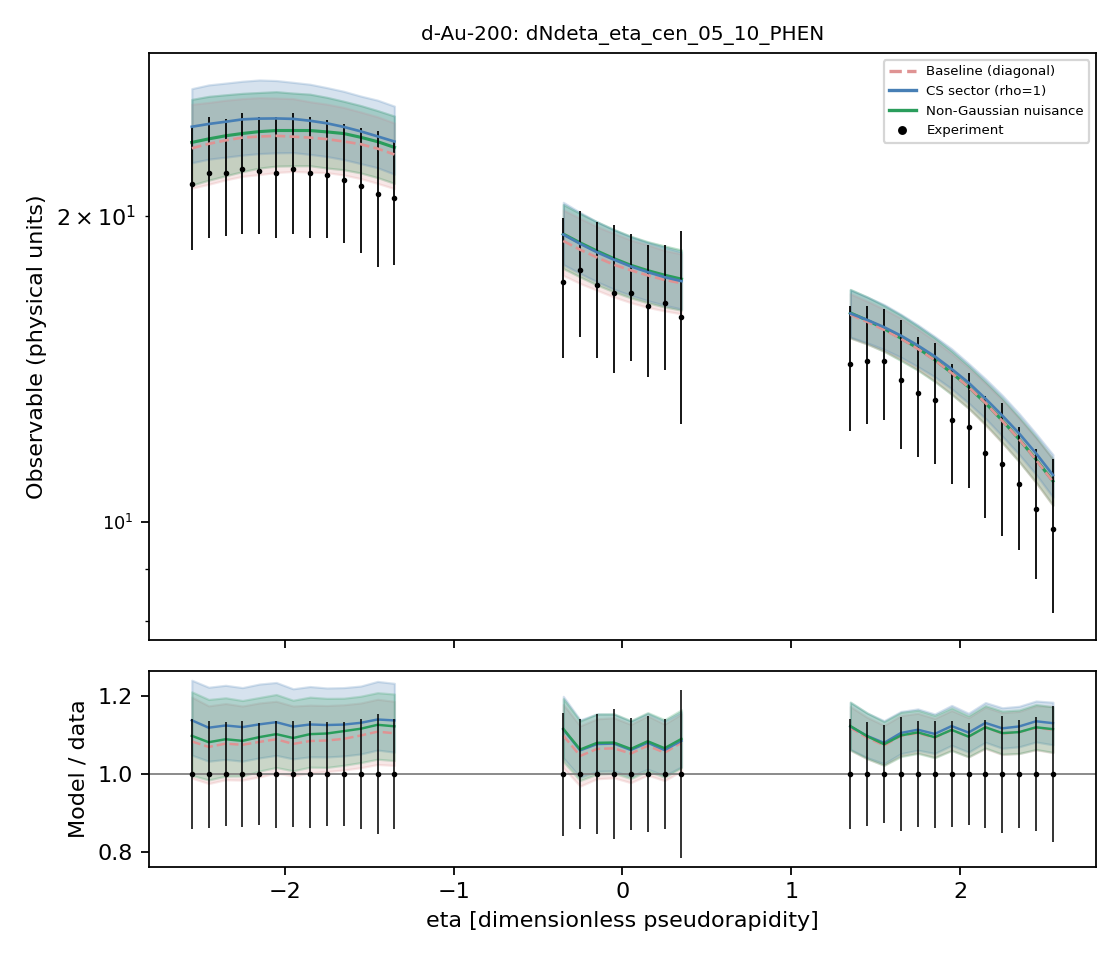 d-Au-200: dNdeta_eta_cen_05_10_PHEN
Baseline (diagonal)
CS sector (rho=1)
Non-Gaussian nuisance
Experiment
Observable (physical units)
2 × 10¹
10¹
Model / data
1.2
1.0
0.8
−2
−1
0
1
2
eta [dimensionless pseudorapidity]